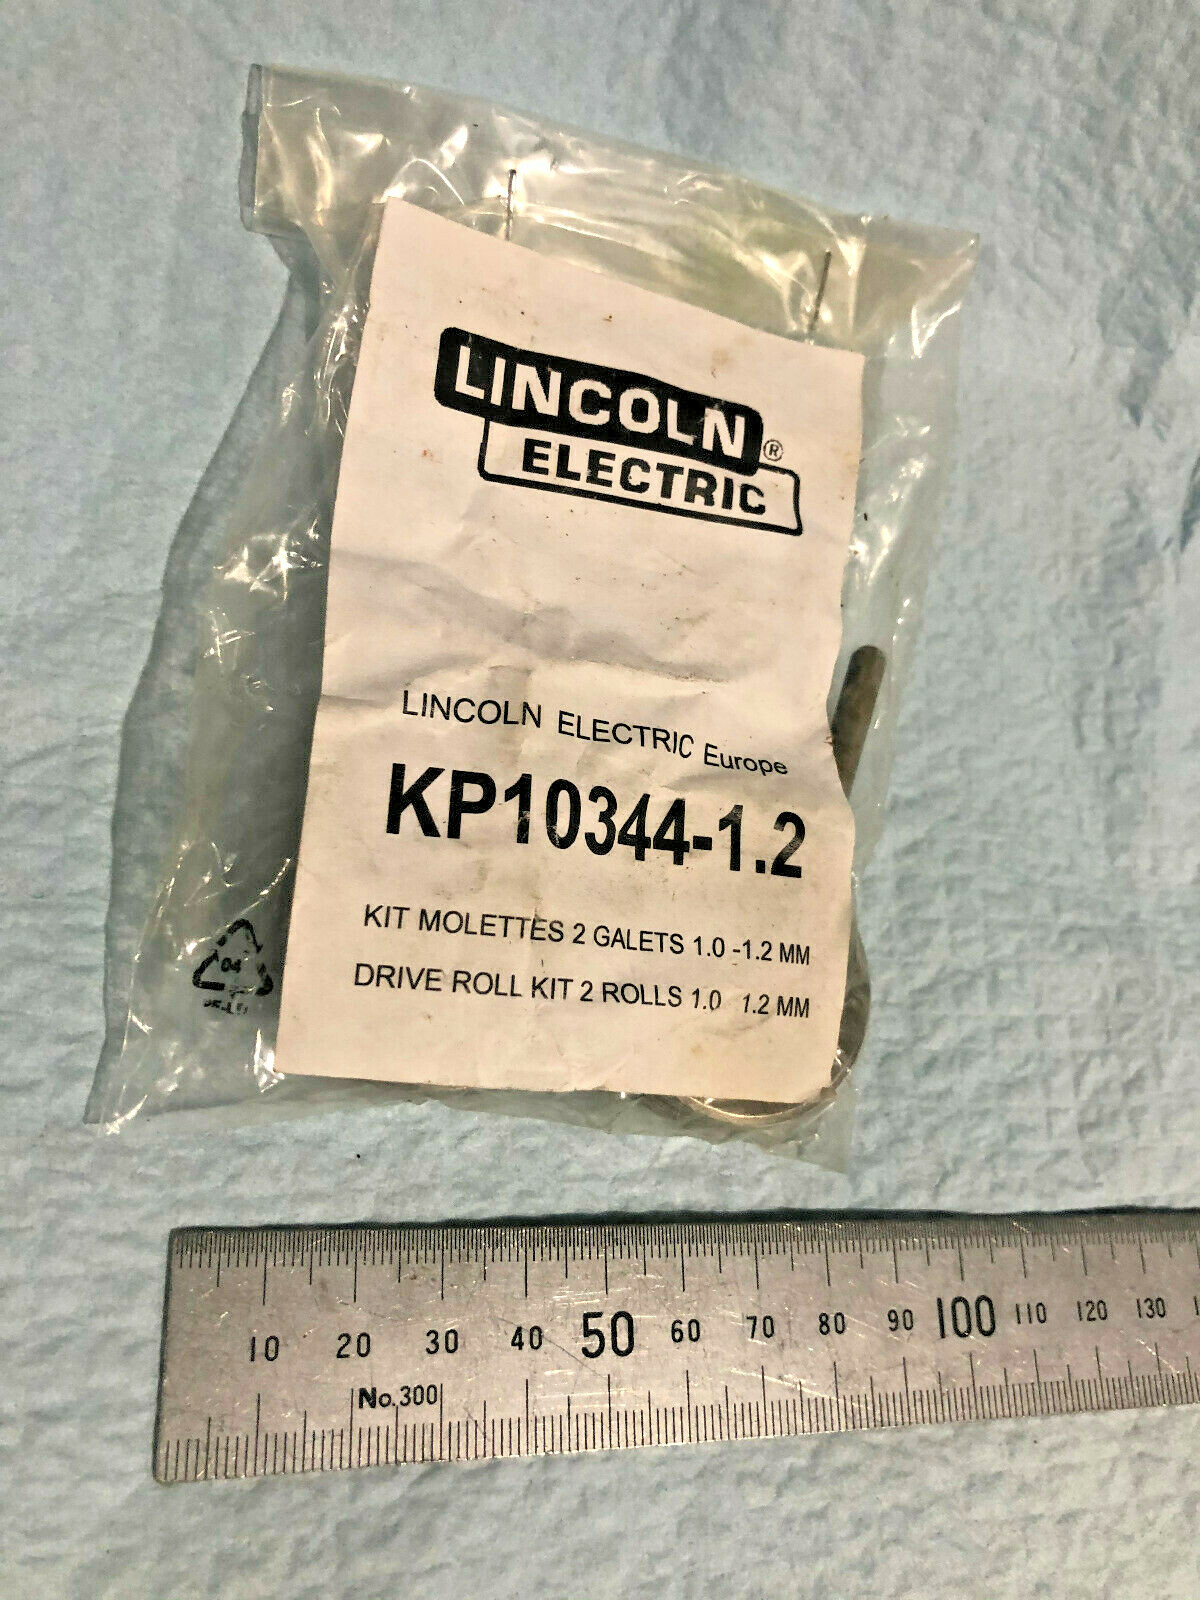 LINCOLN®
ELECTRIC
LINCOLN ELECTRIC Europe
KP10344-1.2
KIT MOLETTES 2 GALETS 1.0 -1.2 MM
DRIVE ROLL KIT 2 ROLLS 1.0 1.2 MM
04
10 20 30 40 50 60 70 80 90 100 110 120 130
No.300